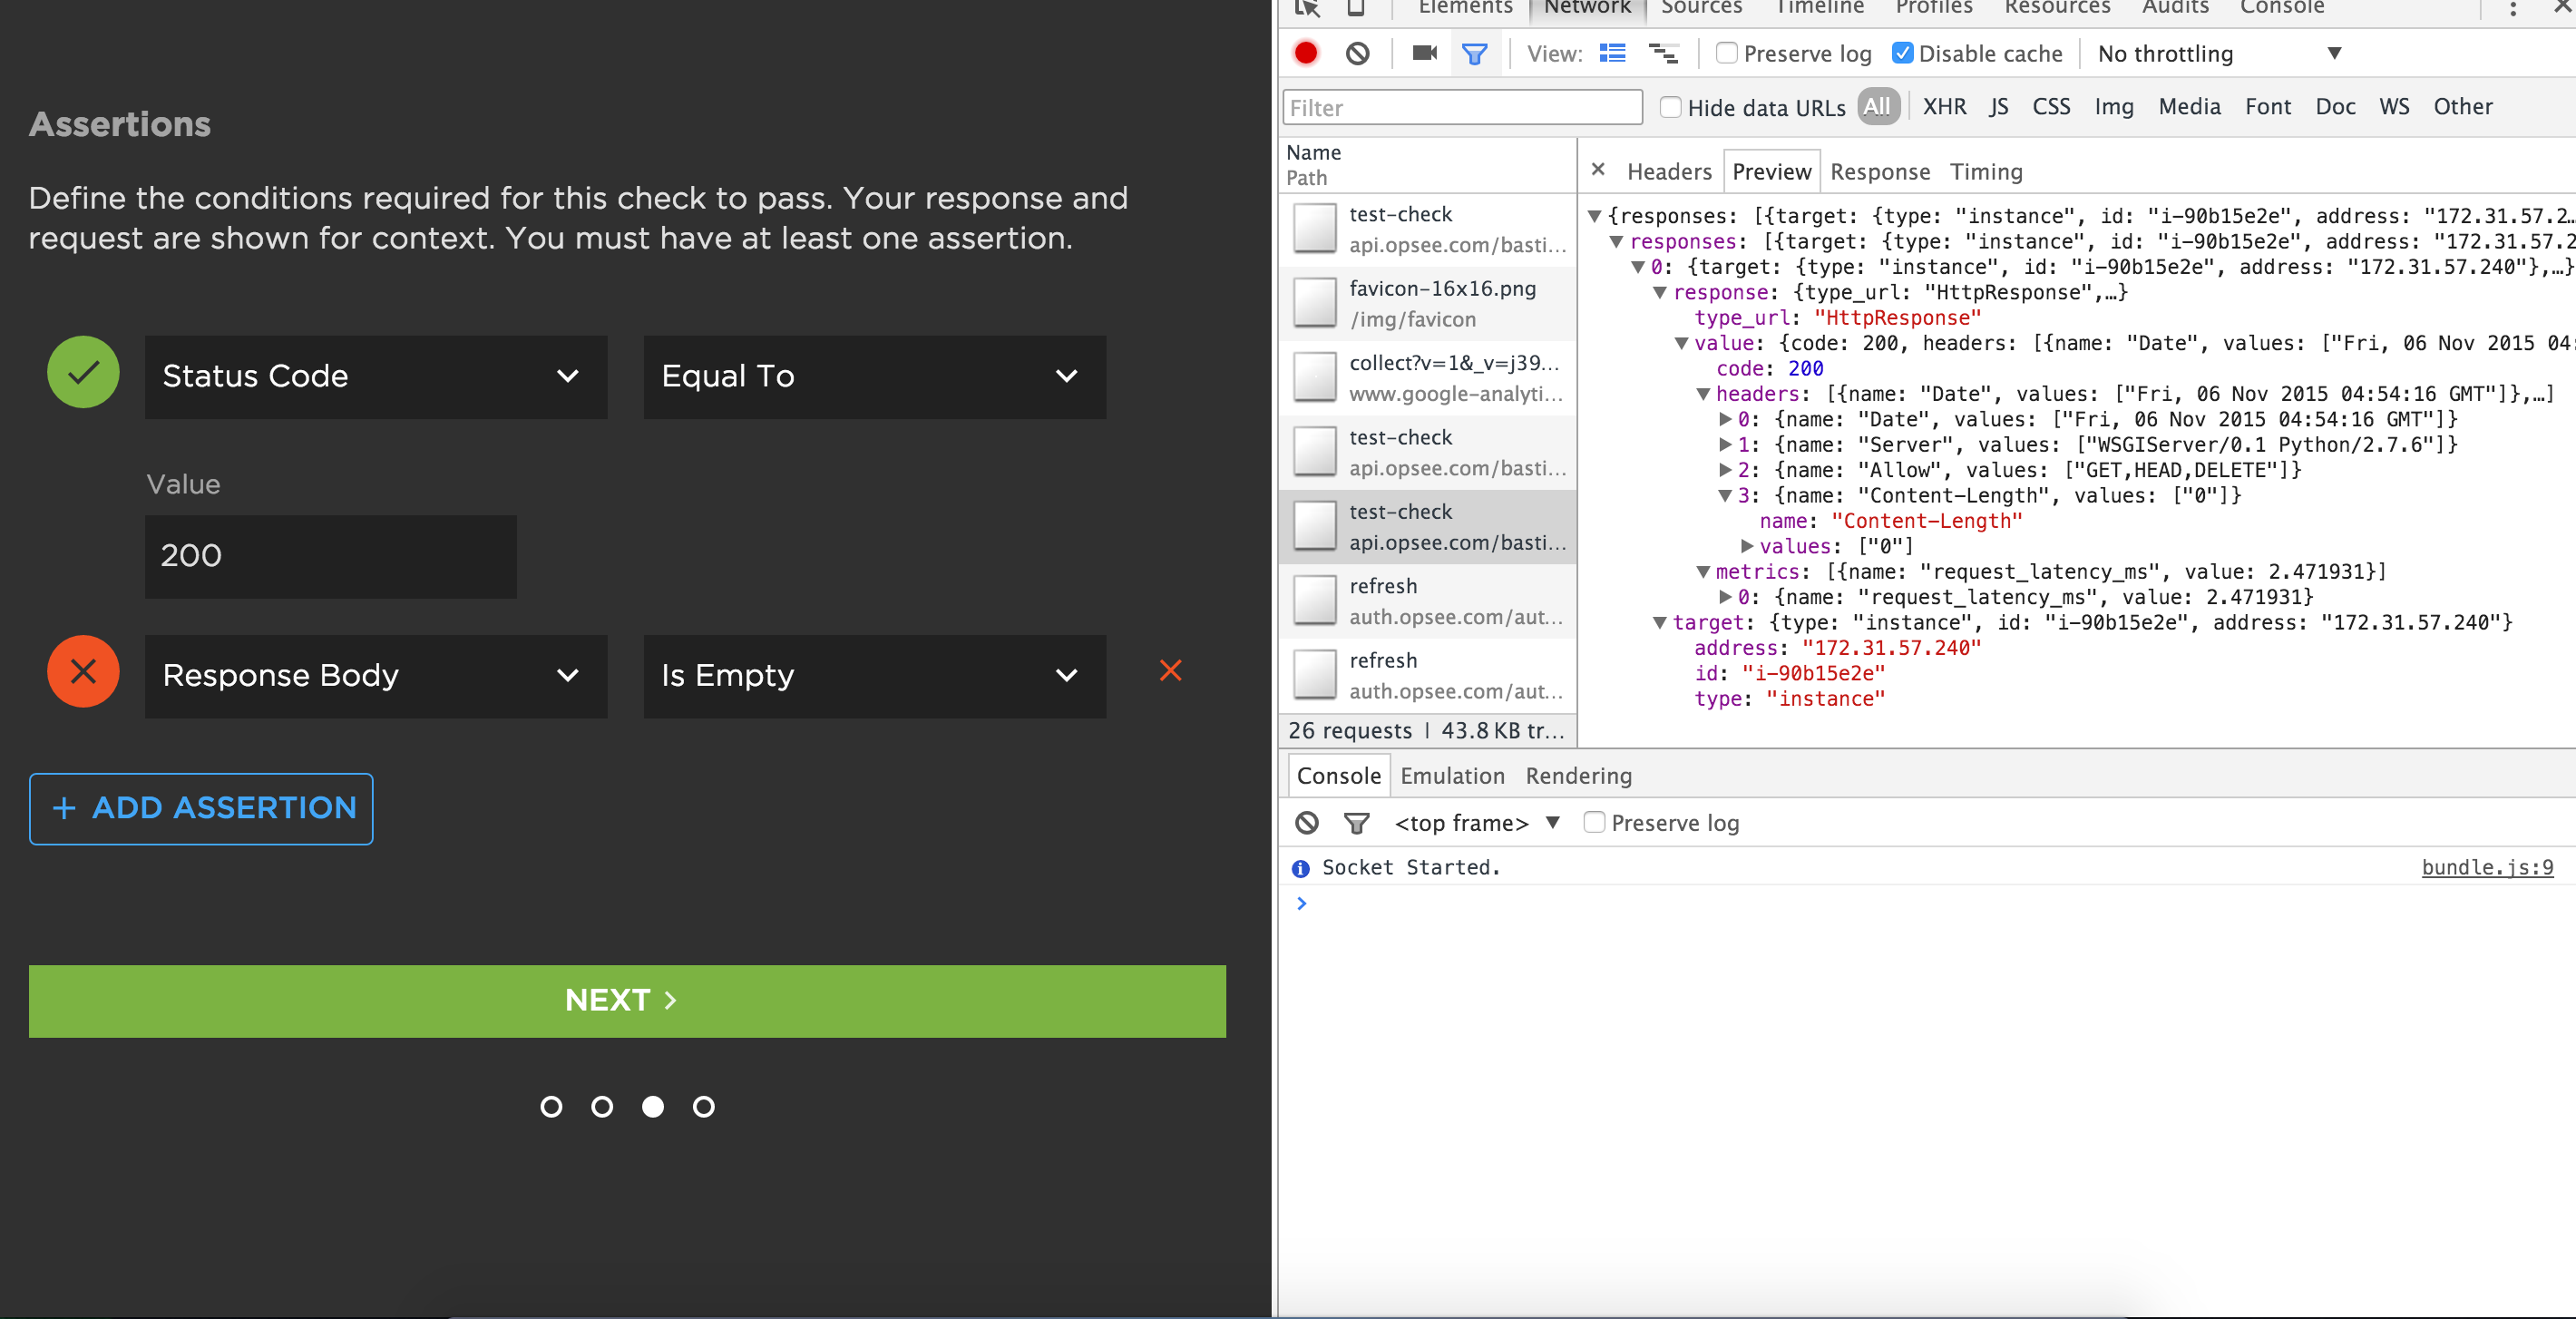 Assertions
Define the conditions required for this check to pass. Your response and
request are shown for context. You must have at least one assertion.
Status Code
Equal To
Value
200
Response Body
Is Empty
+ ADD ASSERTION
NEXT >
Elements Network Sources Timeline Profiles Resources Audits Console
View: Preserve log Disable cache No throttling
Filter Hide data URLs All XHR JS CSS Img Media Font Doc WS Other
Name
Path
test-check
api.opsee.com/basti...
favicon-16x16.png
/img/favicon
collect?v=1&_v=j39...
www.google-analyti...
test-check
api.opsee.com/basti...
test-check
api.opsee.com/basti...
refresh
auth.opsee.com/aut...
refresh
auth.opsee.com/aut...
26 requests | 43.8 KB tr...
× Headers Preview Response Timing
▼{responses: [{target: {type: "instance", id: "i-90b15e2e", address: "172.31.57.2…
▼responses: [{target: {type: "instance", id: "i-90b15e2e", address: "172.31.57.2
▼0: {target: {type: "instance", id: "i-90b15e2e", address: "172.31.57.240"},…}
▼response: {type_url: "HttpResponse",…}
type_url: "HttpResponse"
▼value: {code: 200, headers: [{name: "Date", values: ["Fri, 06 Nov 2015 04:
code: 200
▼headers: [{name: "Date", values: ["Fri, 06 Nov 2015 04:54:16 GMT"]},…]
▶0: {name: "Date", values: ["Fri, 06 Nov 2015 04:54:16 GMT"]}
▶1: {name: "Server", values: ["WSGIServer/0.1 Python/2.7.6"]}
▶2: {name: "Allow", values: ["GET,HEAD,DELETE"]}
▼3: {name: "Content-Length", values: ["0"]}
name: "Content-Length"
▶values: ["0"]
▼metrics: [{name: "request_latency_ms", value: 2.471931}]
▶0: {name: "request_latency_ms", value: 2.471931}
▼target: {type: "instance", id: "i-90b15e2e", address: "172.31.57.240"}
address: "172.31.57.240"
id: "i-90b15e2e"
type: "instance"
Console Emulation Rendering
<top frame> ▼ Preserve log
Socket Started. bundle.js:9
>